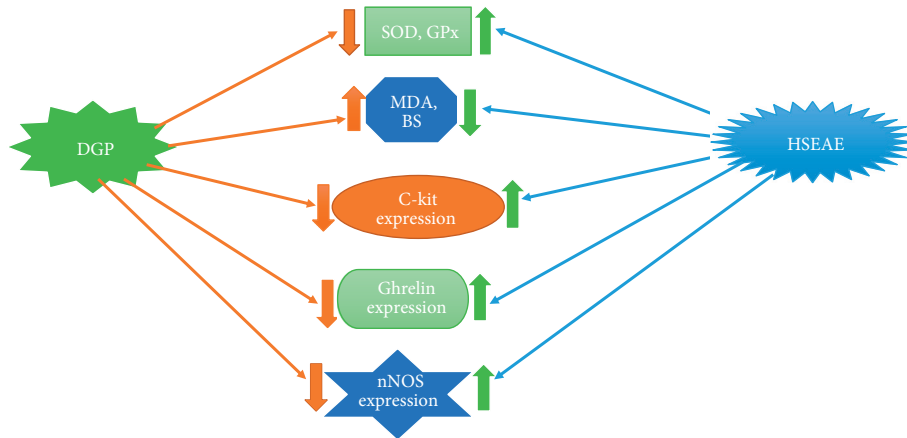 SOD, GPx
MDA,
BS
DGP
HSEAE
C-kit
expression
Ghrelin
expression
nNOS
expression